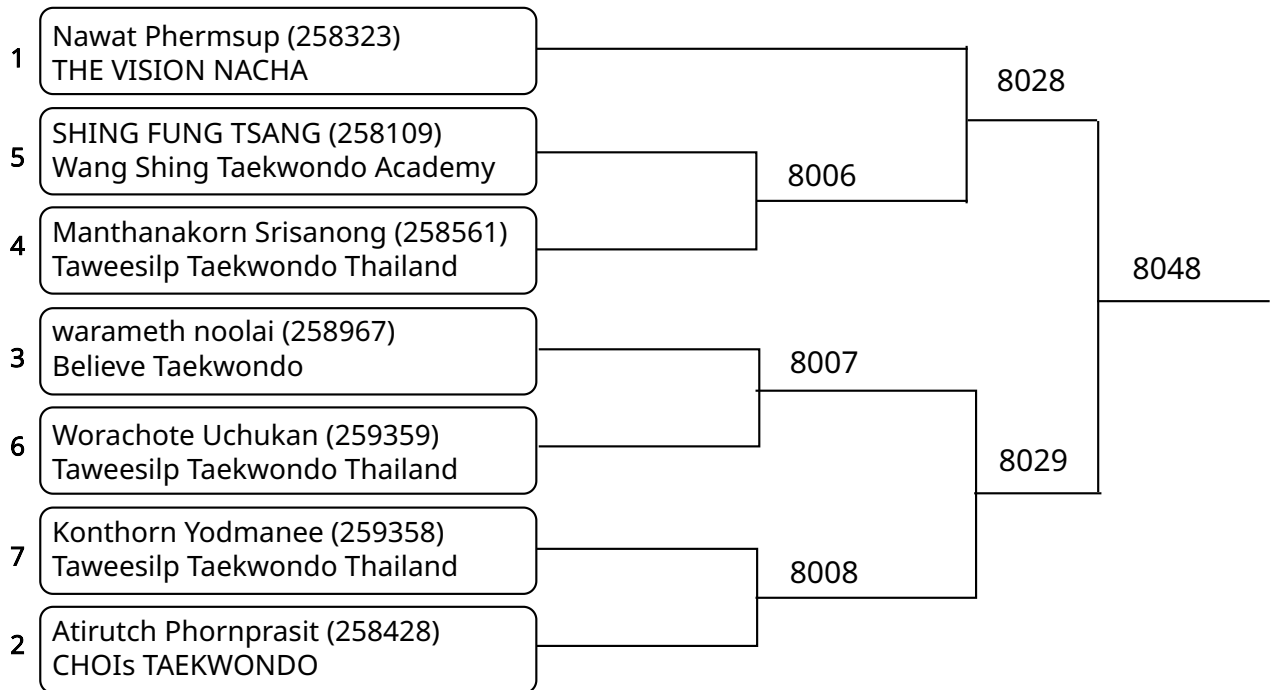 1
Nawat Phermsup (258323)
THE VISION NACHA
8028
5
SHING FUNG TSANG (258109)
Wang Shing Taekwondo Academy
8006
4
Manthanakorn Srisanong (258561)
Taweesilp Taekwondo Thailand
8048
3
warameth noolai (258967)
Believe Taekwondo
8007
6
Worachote Uchukan (259359)
Taweesilp Taekwondo Thailand
8029
7
Konthorn Yodmanee (259358)
Taweesilp Taekwondo Thailand
8008
2
Atirutch Phornprasit (258428)
CHOIs TAEKWONDO